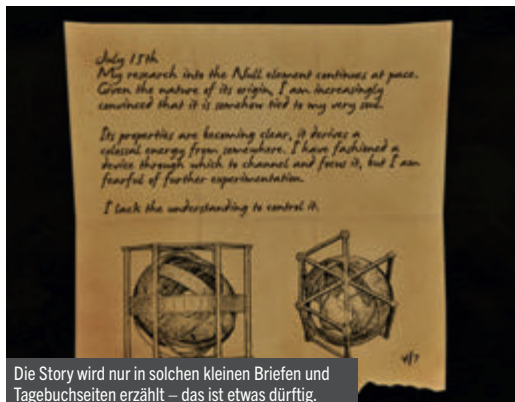 July 15th
My research into the Null element continues at pace.
Given the nature of its origin, I am increasingly
convinced that it is somehow tied to my very soul.
Its properties are becoming clear, it derives a
colossal energy from somewhere. I have fashioned a
device through which to channel and focus it, but I am
fearful of further experimentation.
I lack the understanding to control it.
Die Story wird nur in solchen kleinen Briefen und
Tagebuchseiten erzählt – das ist etwas dürftig.